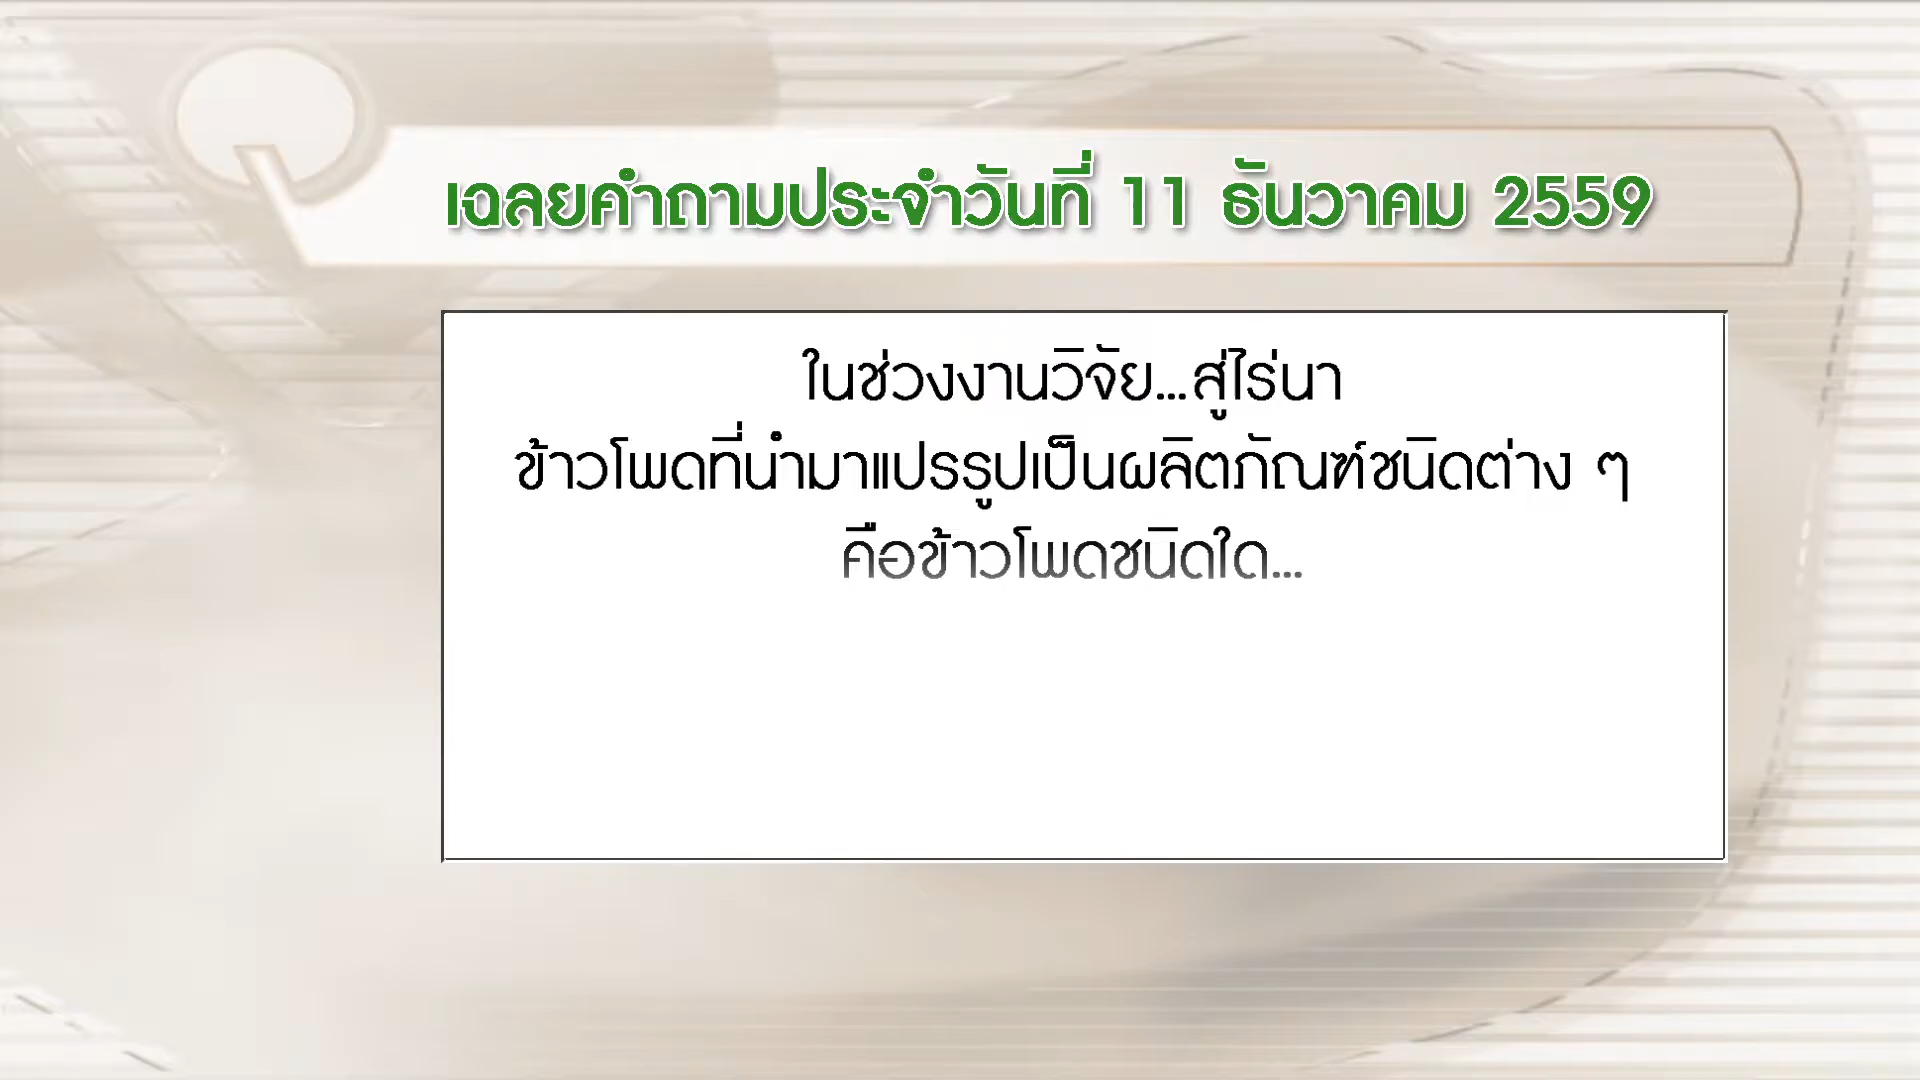 เฉลยคำถามประจำวันที่ 11 ธันวาคม 2559
ในช่วงงานวิจัย...สู่ไร่นา
ข้าวโพดที่นำมาแปรรูปเป็นผลิตภัณฑ์ชนิดต่าง ๆ
คือข้าวโพดชนิดใด...